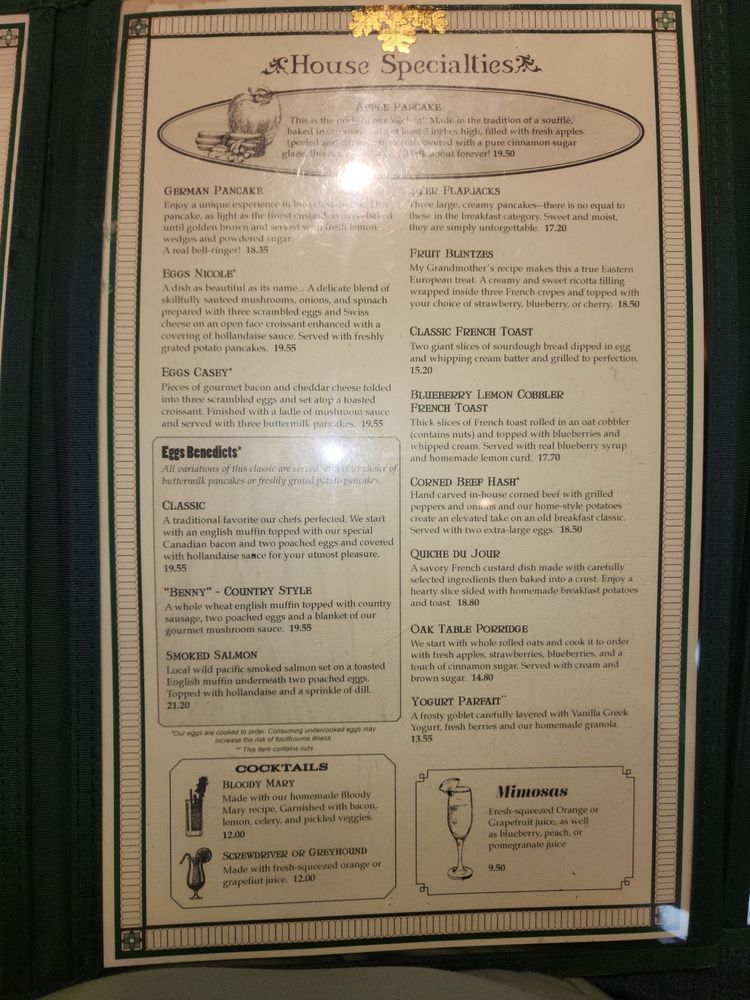 House Specialties
APPLE PANCAKE
This is the pride of our kitchen! Made in the tradition of a soufflé,
baked in our oven at least 3 inches high, filled with fresh apples
(peeled and covered with a pure cinnamon sugar
glaze, this about forever! 19.50
GERMAN PANCAKE
Enjoy a unique experience in breakfast This
pancake, as light as the finest custard, is oven-baked
until golden brown and served with fresh lemon
wedges and powdered sugar.
A real bell-ringer! 18.35
EGGS NICOLE*
A dish as beautiful as its name... A delicate blend of
skillfully sauteed mushrooms, onions, and spinach
prepared with three scrambled eggs and Swiss
cheese on an open face croissant enhanced with a
covering of hollandaise sauce. Served with freshly
grated potato pancakes. 19.55
EGGS CASEY*
Pieces of gourmet bacon and cheddar cheese folded
into three scrambled eggs and set atop a toasted
croissant. Finished with a ladle of mushroom sauce
and served with three buttermilk pancakes. 19.55
Eggs Benedicts*
All variations of this classic are served with your choice of
buttermilk pancakes or freshly grated potato pancakes.
CLASSIC
A traditional favorite our chefs perfected. We start
with an english muffin topped with our special
Canadian bacon and two poached eggs and covered
with hollandaise sauce for your utmost pleasure.
19.55
"BENNY" - COUNTRY STYLE
A whole wheat english muffin topped with country
sausage, two poached eggs and a blanket of our
gourmet mushroom sauce. 19.55
SMOKED SALMON
Local wild pacific smoked salmon set on a toasted
English muffin underneath two poached eggs.
Topped with hollandaise and a sprinkle of dill.
21.20
*Our eggs are cooked to order. Consuming undercooked eggs may
increase the risk of foodbourne illness
** This item contains nuts
COCKTAILS
BLOODY MARY
Made with our homemade Bloody
Mary recipe. Garnished with bacon,
lemon, celery, and pickled veggies.
12.00
SCREWDRIVER OR GREYHOUND
Made with fresh-squeezed orange or
grapefiut juice. 12.00
49'ER FLAPJACKS
Three large, creamy pancakes--there is no equal to
these in the breakfast category. Sweet and moist,
they are simply unforgettable. 17.20
FRUIT BLINTZES
My Grandmother's recipe makes this a true Eastern
European treat. A creamy and sweet ricotta filling
wrapped inside three French crepes and topped with
your choice of strawberry, blueberry, or cherry. 18.50
CLASSIC FRENCH TOAST
Two giant slices of sourdough bread dipped in egg
and whipping cream batter and grilled to perfection.
15.20
BLUEBERRY LEMON COBBLER
FRENCH TOAST
Thick slices of French toast rolled in an oat cobbler
(contains nuts) and topped with blueberries and
whipped cream. Served with real blueberry syrup
and homemade lemon curd. 17.70
CORNED BEEF HASH*
Hand carved in-house corned beef with grilled
peppers and onions and our home-style potatoes
create an elevated take on an old breakfast classic.
Served with two extra-large eggs. 18.50
QUICHE DU JOUR
A savory French custard dish made with carefully
selected ingredients then baked into a crust. Enjoy a
hearty slice sided with homemade breakfast potatoes
and toast. 18.80
OAK TABLE PORRIDGE
We start with whole rolled oats and cook it to order
with fresh apples, strawberries, blueberries, and a
touch of cinnamon sugar. Served with cream and
brown sugar. 14.80
YOGURT PARFAIT**
A frosty goblet carefully layered with Vanilla Greek
Yogurt, fresh berries and our homemade granola.
13.55
Mimosas
Fresh-squeezed Orange or
Grapefruit juice, as well
as blueberry, peach, or
pomegranate juice
9.50